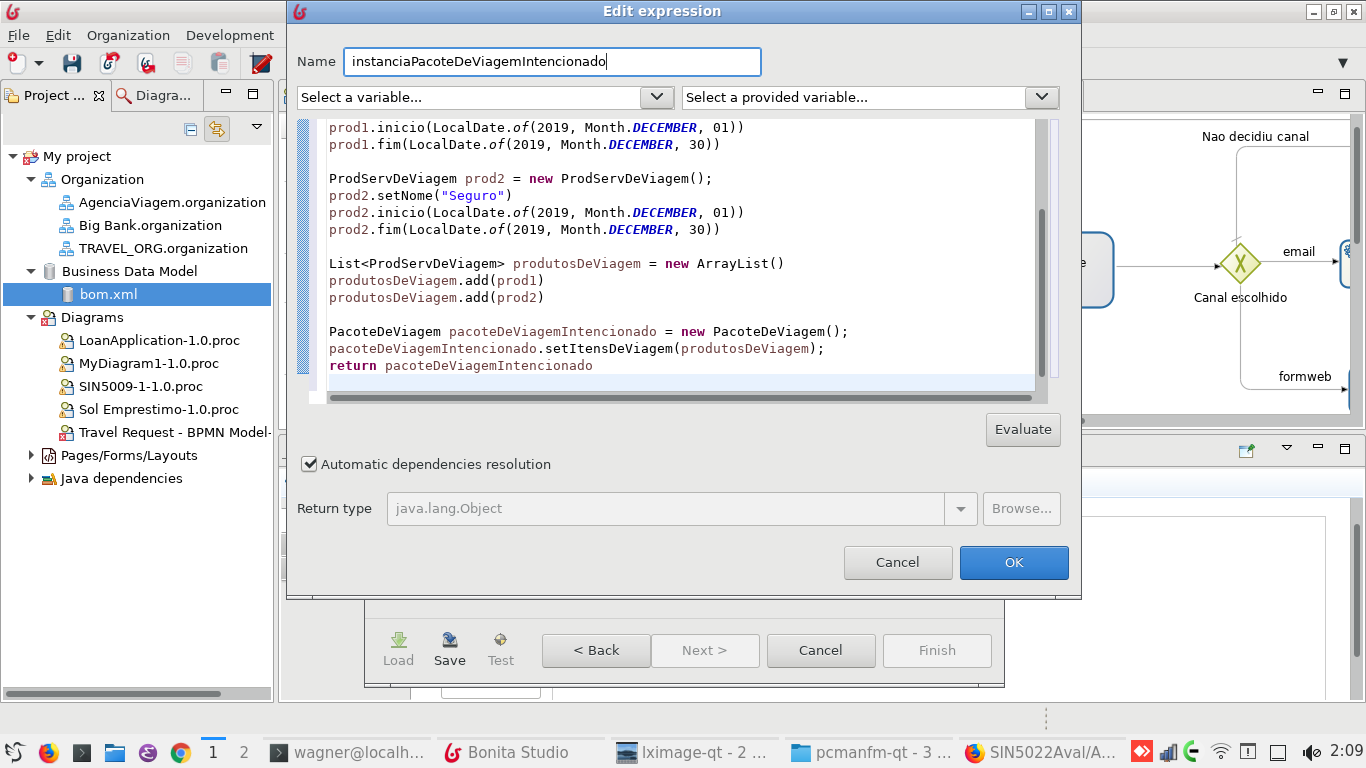 Edit expression
File Edit Organization Development
Name instanciaPacoteDeViagemIntencionado
Select a variable... Select a provided variable...
Project ... Diagra...
My project
Organization
AgenciaViagem.organization
Big Bank.organization
TRAVEL_ORG.organization
Business Data Model
bom.xml
Diagrams
LoanApplication-1.0.proc
MyDiagram1-1.0.proc
SIN5009-1-1.0.proc
Sol Emprestimo-1.0.proc
Travel Request - BPMN Model-
Pages/Forms/Layouts
Java dependencies
prod1.inicio(LocalDate.of(2019, Month.DECEMBER, 01))
prod1.fim(LocalDate.of(2019, Month.DECEMBER, 30))
ProdServDeViagem prod2 = new ProdServDeViagem();
prod2.setNome("Seguro")
prod2.inicio(LocalDate.of(2019, Month.DECEMBER, 01))
prod2.fim(LocalDate.of(2019, Month.DECEMBER, 30))
List<ProdServDeViagem> produtosDeViagem = new ArrayList()
produtosDeViagem.add(prod1)
produtosDeViagem.add(prod2)
PacoteDeViagem pacoteDeViagemIntencionado = new PacoteDeViagem();
pacoteDeViagemIntencionado.setItensDeViagem(produtosDeViagem);
return pacoteDeViagemIntencionado
Evaluate
Automatic dependencies resolution
Return type java.lang.Object Browse...
Cancel OK
Nao decidiu canal
e
email
Canal escolhido
formweb
Load Save Test < Back Next > Cancel Finish
1 2 wagner@localh... Bonita Studio lximage-qt - 2 ... pcmanfm-qt - 3 ... SIN5022Aval/A... 2:09